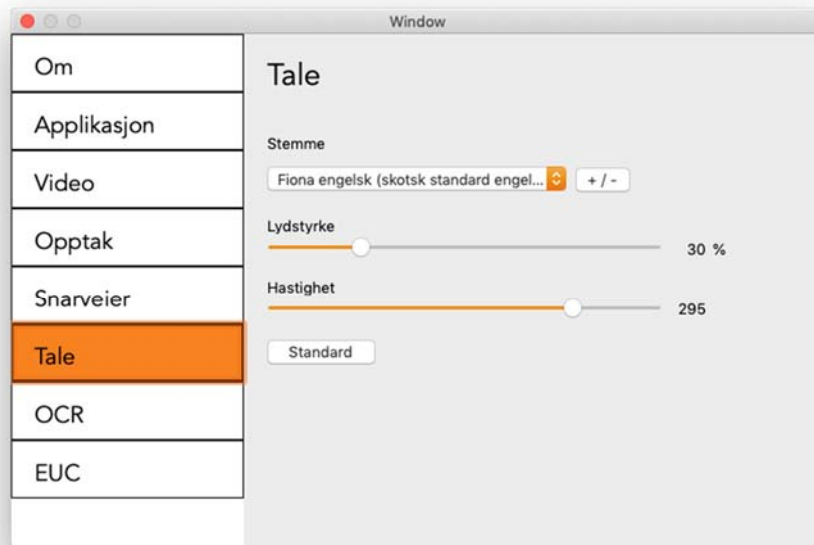 Window
Om
Applikasjon
Video
Opptak
Snarveier
Tale
OCR
EUC
Tale
Stemme
Fiona engelsk (skotsk standard engel... + / -
Lydstyrke
30 %
Hastighet
295
Standard